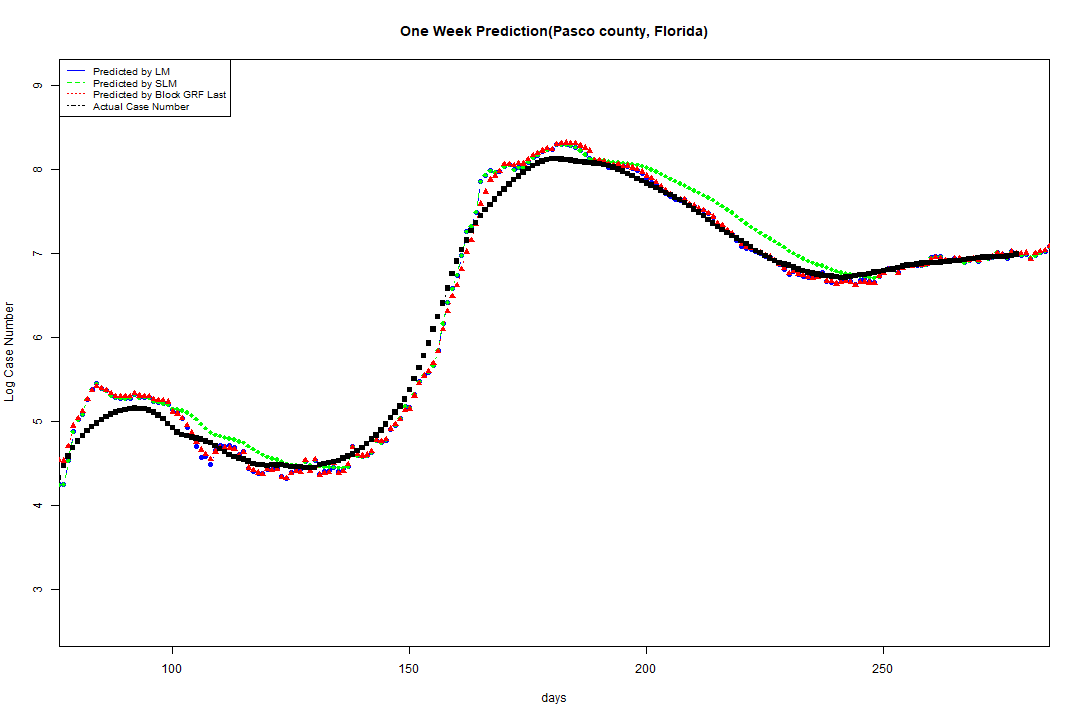 One Week Prediction(Pasco county, Florida)
Predicted by LM
Predicted by SLM
Predicted by Block GRF Last
Actual Case Number
9
8
7
6
5
4
3
Log Case Number
100 150 200 250
days